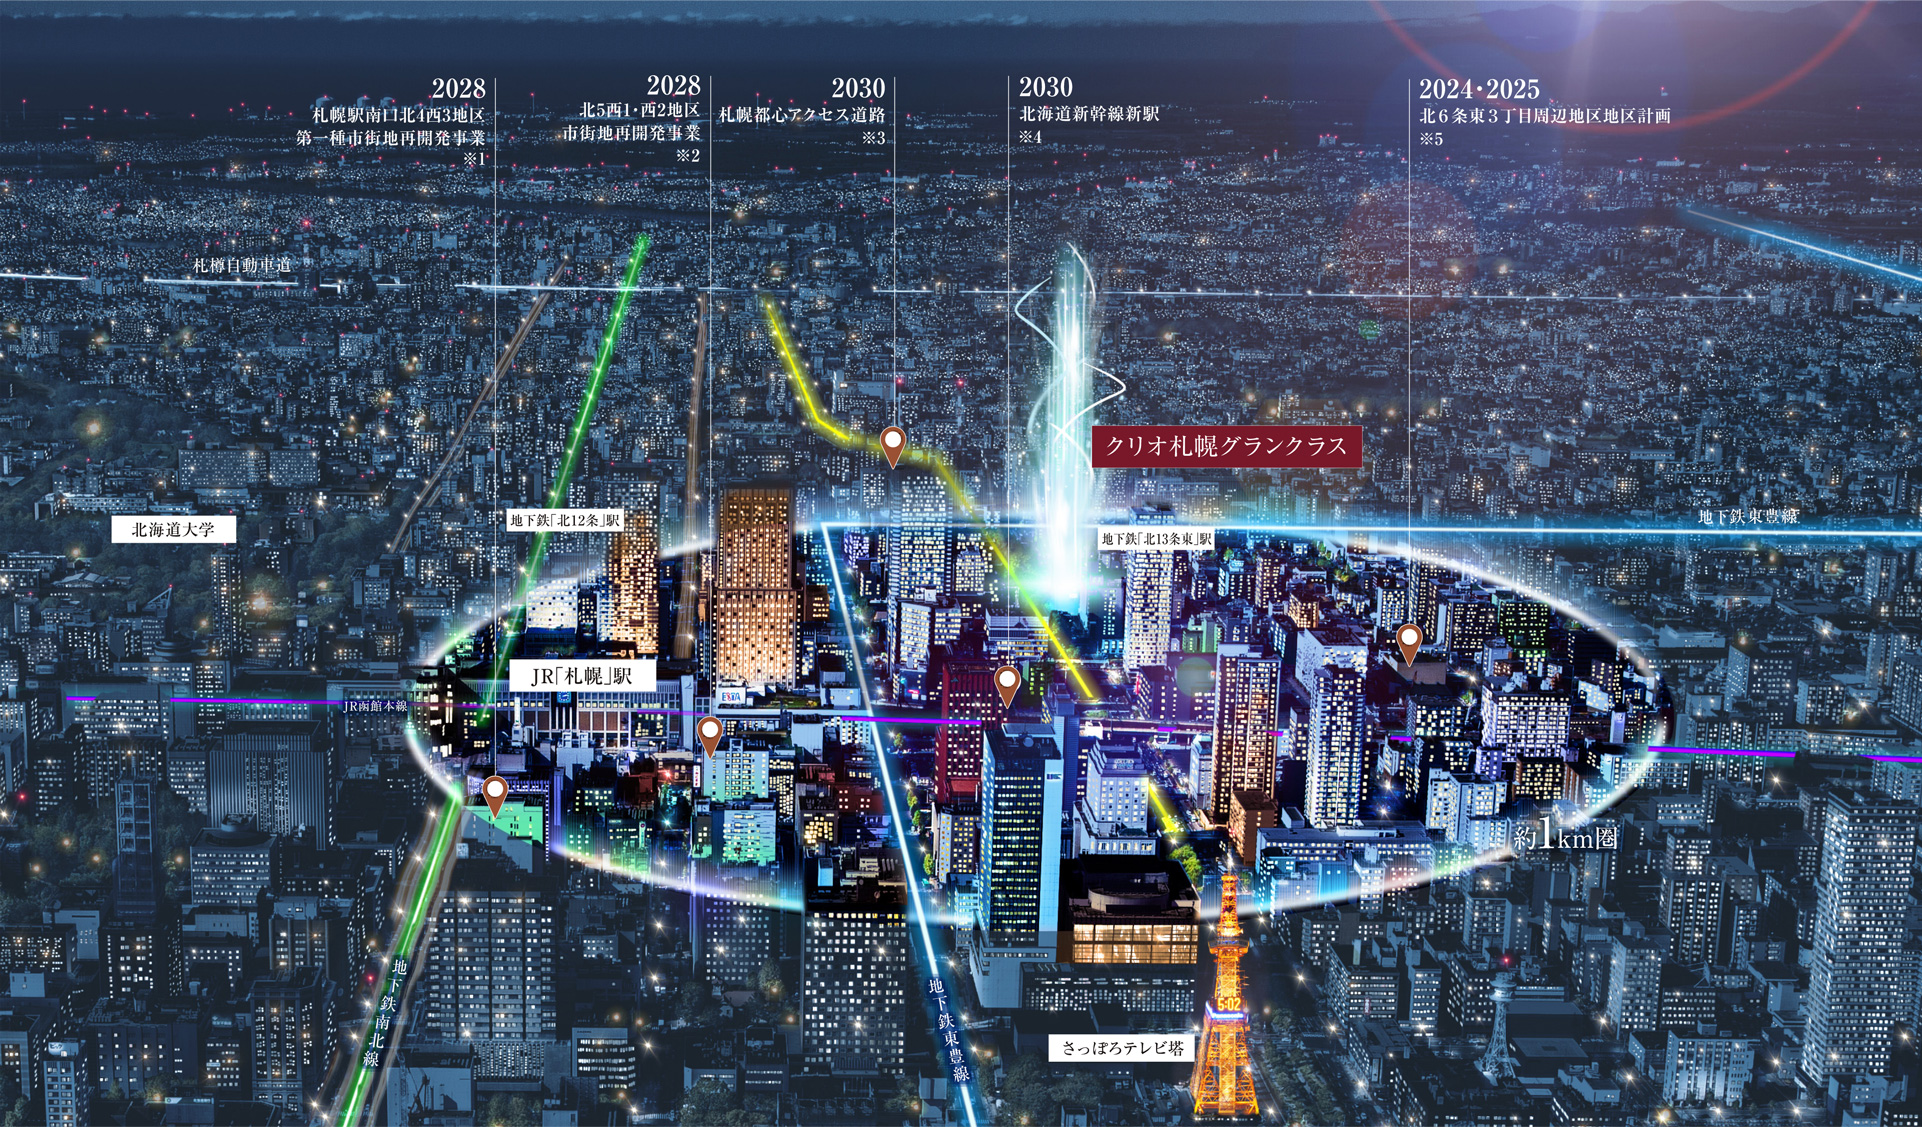 2028
札幌駅南口北4西3地区
第一種市街地再開発事業
※1
2028
北5西1・西2地区
市街地再開発事業
※2
2030
札幌都心アクセス道路
※3
2030
北海道新幹線新駅
※4
2024・2025
北6条東3丁目周辺地区地区計画
※5
札樽自動車道
クリオ札幌グランクラス
北海道大学
地下鉄「北12条」駅
地下鉄「北13条東」駅
地下鉄東豊線
JR「札幌」駅
ESTA
JR函館本線
約1km圏
地下鉄南北線
地下鉄東豊線
5:02
さっぽろテレビ塔